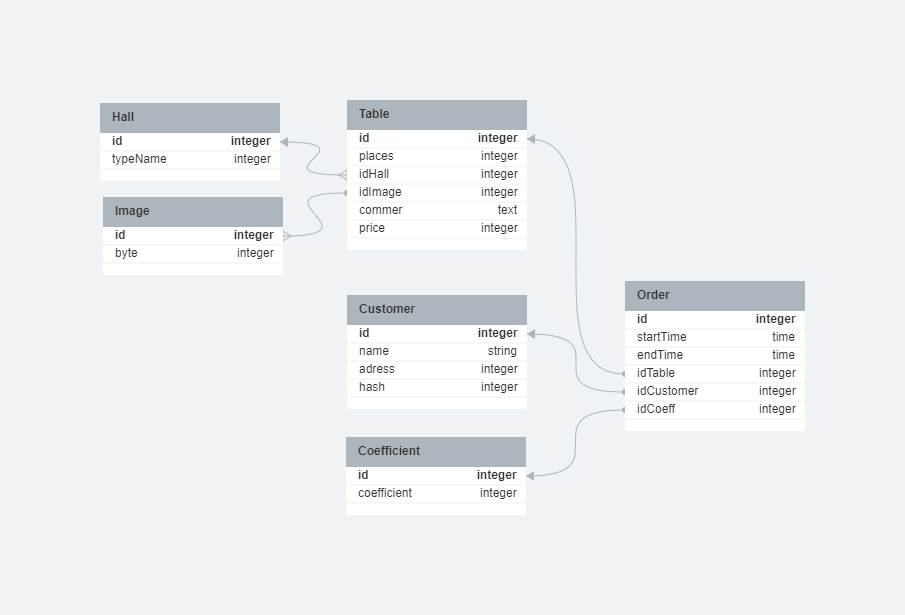 Hall
id integer
typeName integer
Image
id integer
byte integer
Table
id integer
places integer
idHall integer
idImage integer
commer text
price integer
Customer
id integer
name string
adress integer
hash integer
Coefficient
id integer
coefficient integer
Order
id integer
startTime time
endTime time
idTable integer
idCustomer integer
idCoeff integer